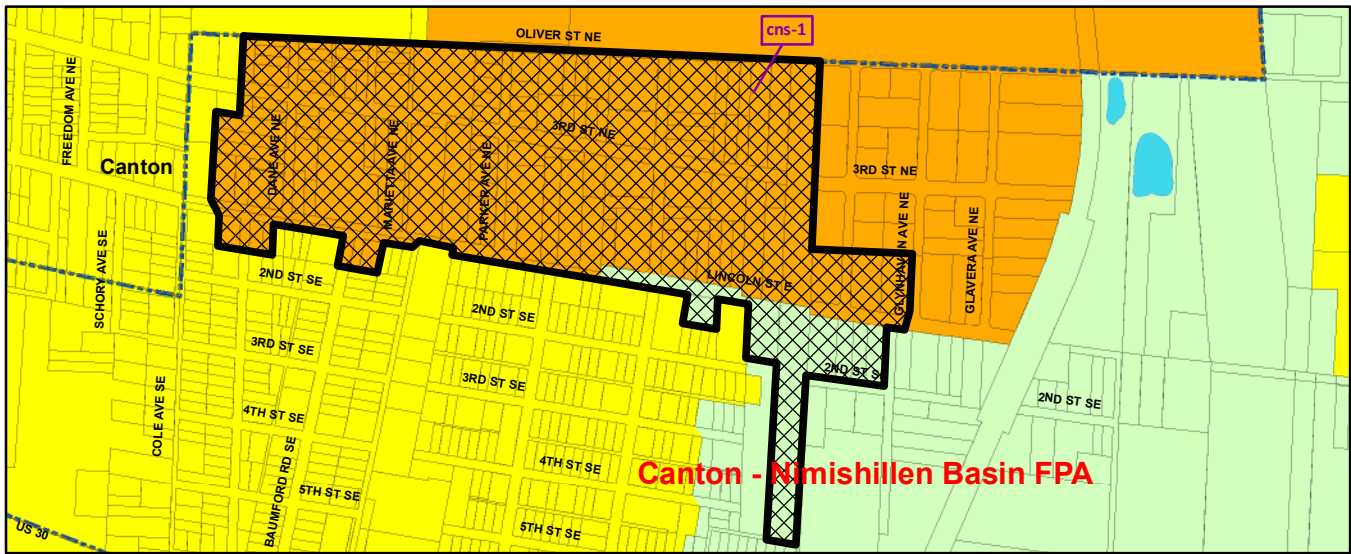 OLIVER ST NE
cns-1
FREEDOM AVE NE
Canton
DANE AVE NE
MARIETTA AVE NE
PARKER AVE NE
3RD ST NE
3RD ST NE
GLYNHAVEN AVE NE
GLAVERA AVE NE
SCHORY AVE SE
2ND ST SE
LINCOLN ST E
2ND ST SE
3RD ST SE
3RD ST SE
2ND ST S
2ND ST SE
COLE AVE SE
4TH ST SE
BAUMFORD RD SE
4TH ST SE
Canton - Nimishillen Basin FPA
5TH ST SE
US 30
5TH ST SE